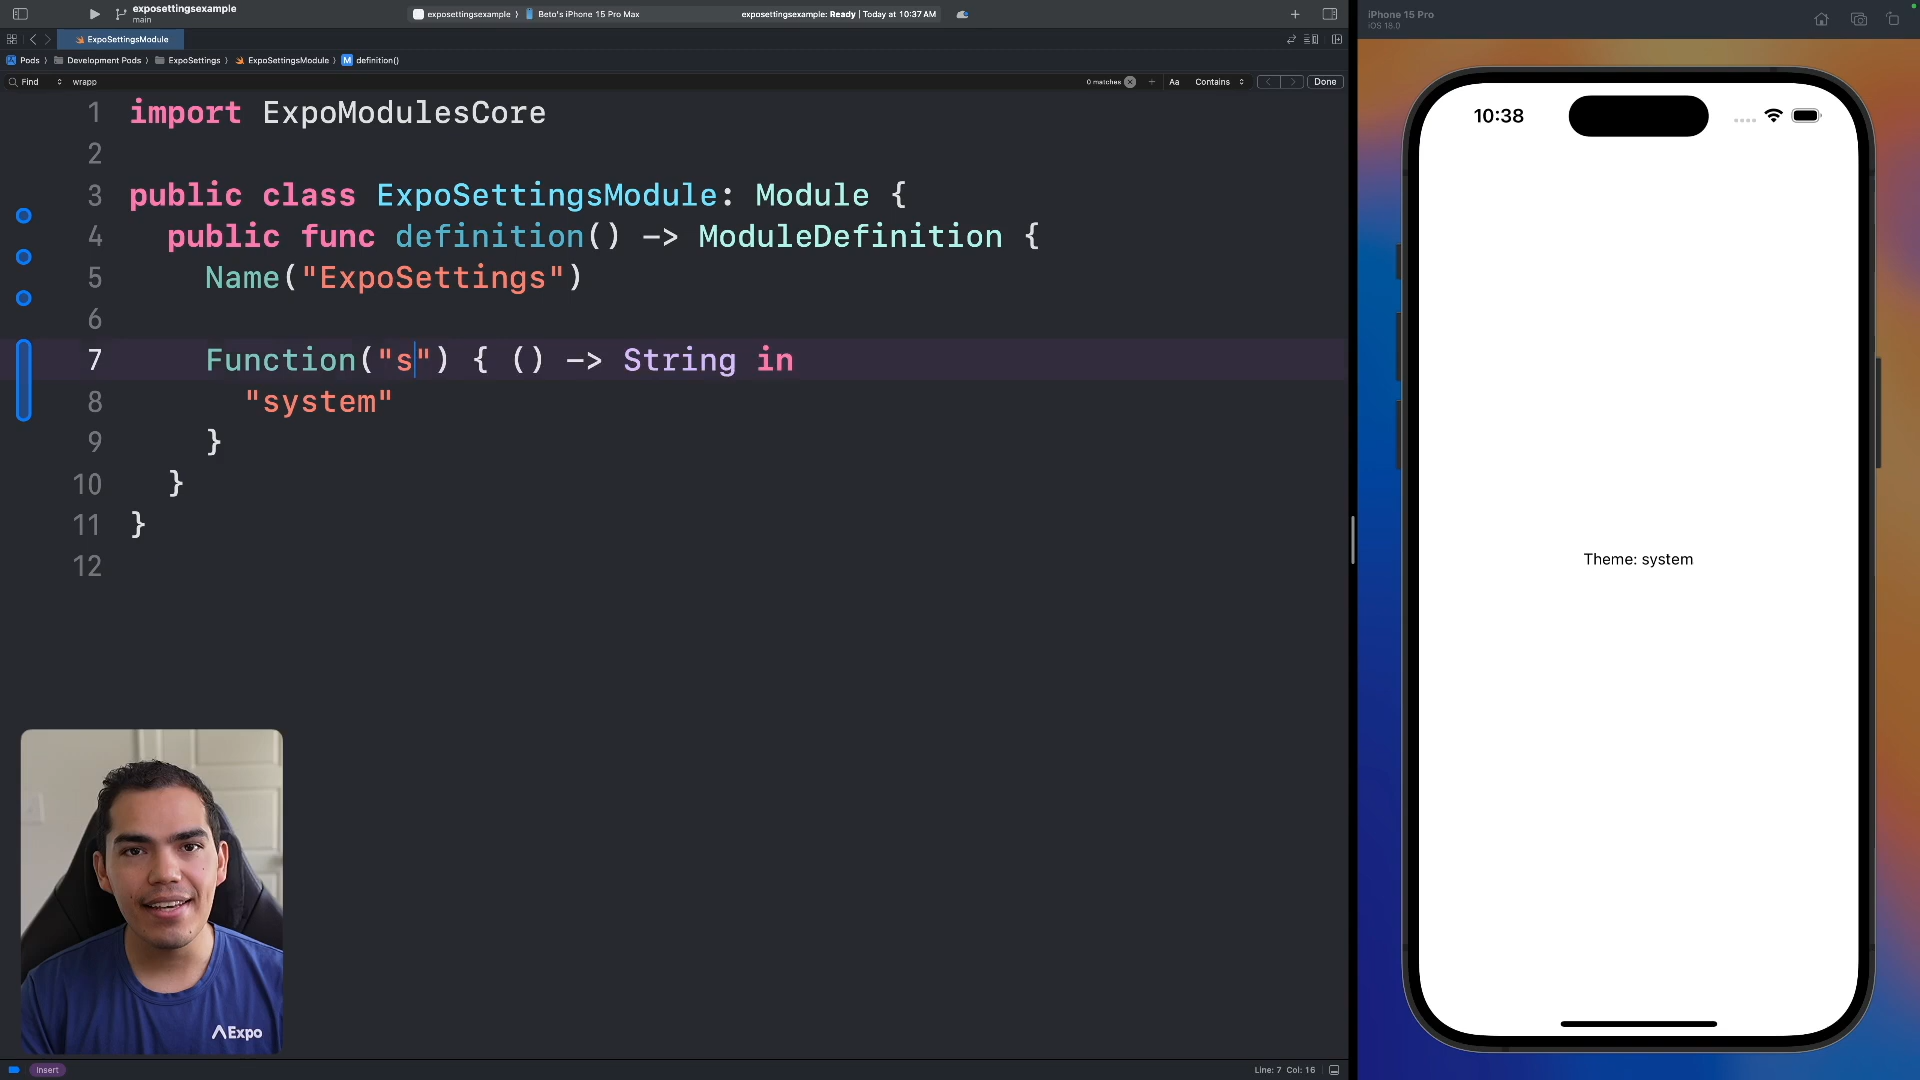 exposettingsexample
main
exposettingsexample 〉 Beto's iPhone 15 Pro Max
exposettingsexample: Ready | Today at 10:37 AM
ExpoSettingsModule
Pods 〉 Development Pods 〉 ExpoSettings 〉 ExpoSettingsModule 〉 M definition()
Find wrapp
0 matches Aa Contains Done
1 import ExpoModulesCore
2
3 public class ExpoSettingsModule: Module {
4 public func definition() -> ModuleDefinition {
5 Name("ExpoSettings")
6
7 Function("s") { () -> String in
8 "system"
9 }
10 }
11 }
12
Expo
Insert
Line: 7 Col: 16
iPhone 15 Pro
iOS 18.0
10:38
Theme: system